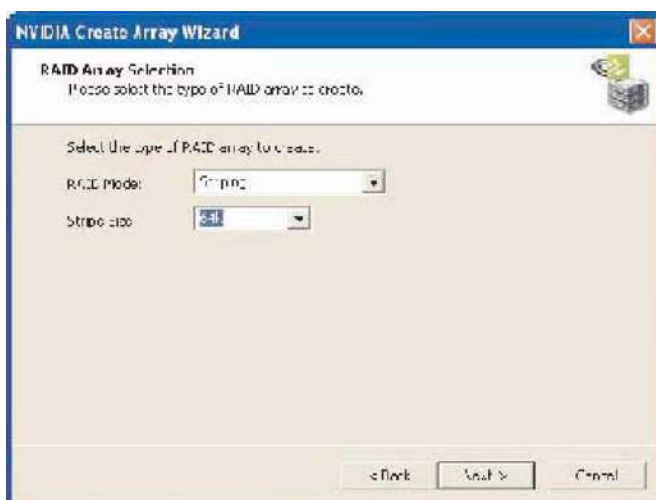 NVIDIA Create Array Wizard
RAID Array Selection
Please select the type of RAID array to create.
Select the type of RAID array to create.
RAID Mode:
Striping
Stripe Size
64K
< Back
Next >
Cancel